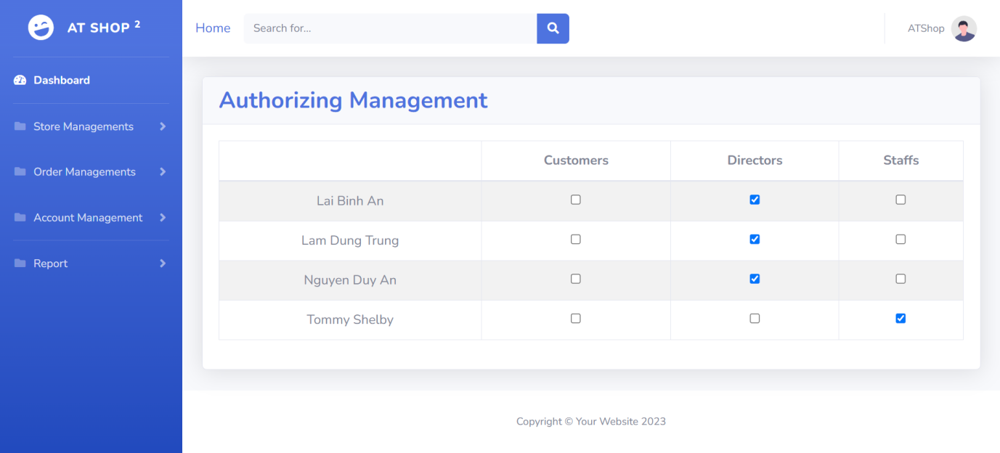 AT SHOP 2
Dashboard
Store Managements
Order Managements
Account Management
Report
Home
Search for...
ATShop
Authorizing Management
Customers Directors Staffs
Lai Binh An
Lam Dung Trung
Nguyen Duy An
Tommy Shelby
Copyright © Your Website 2023